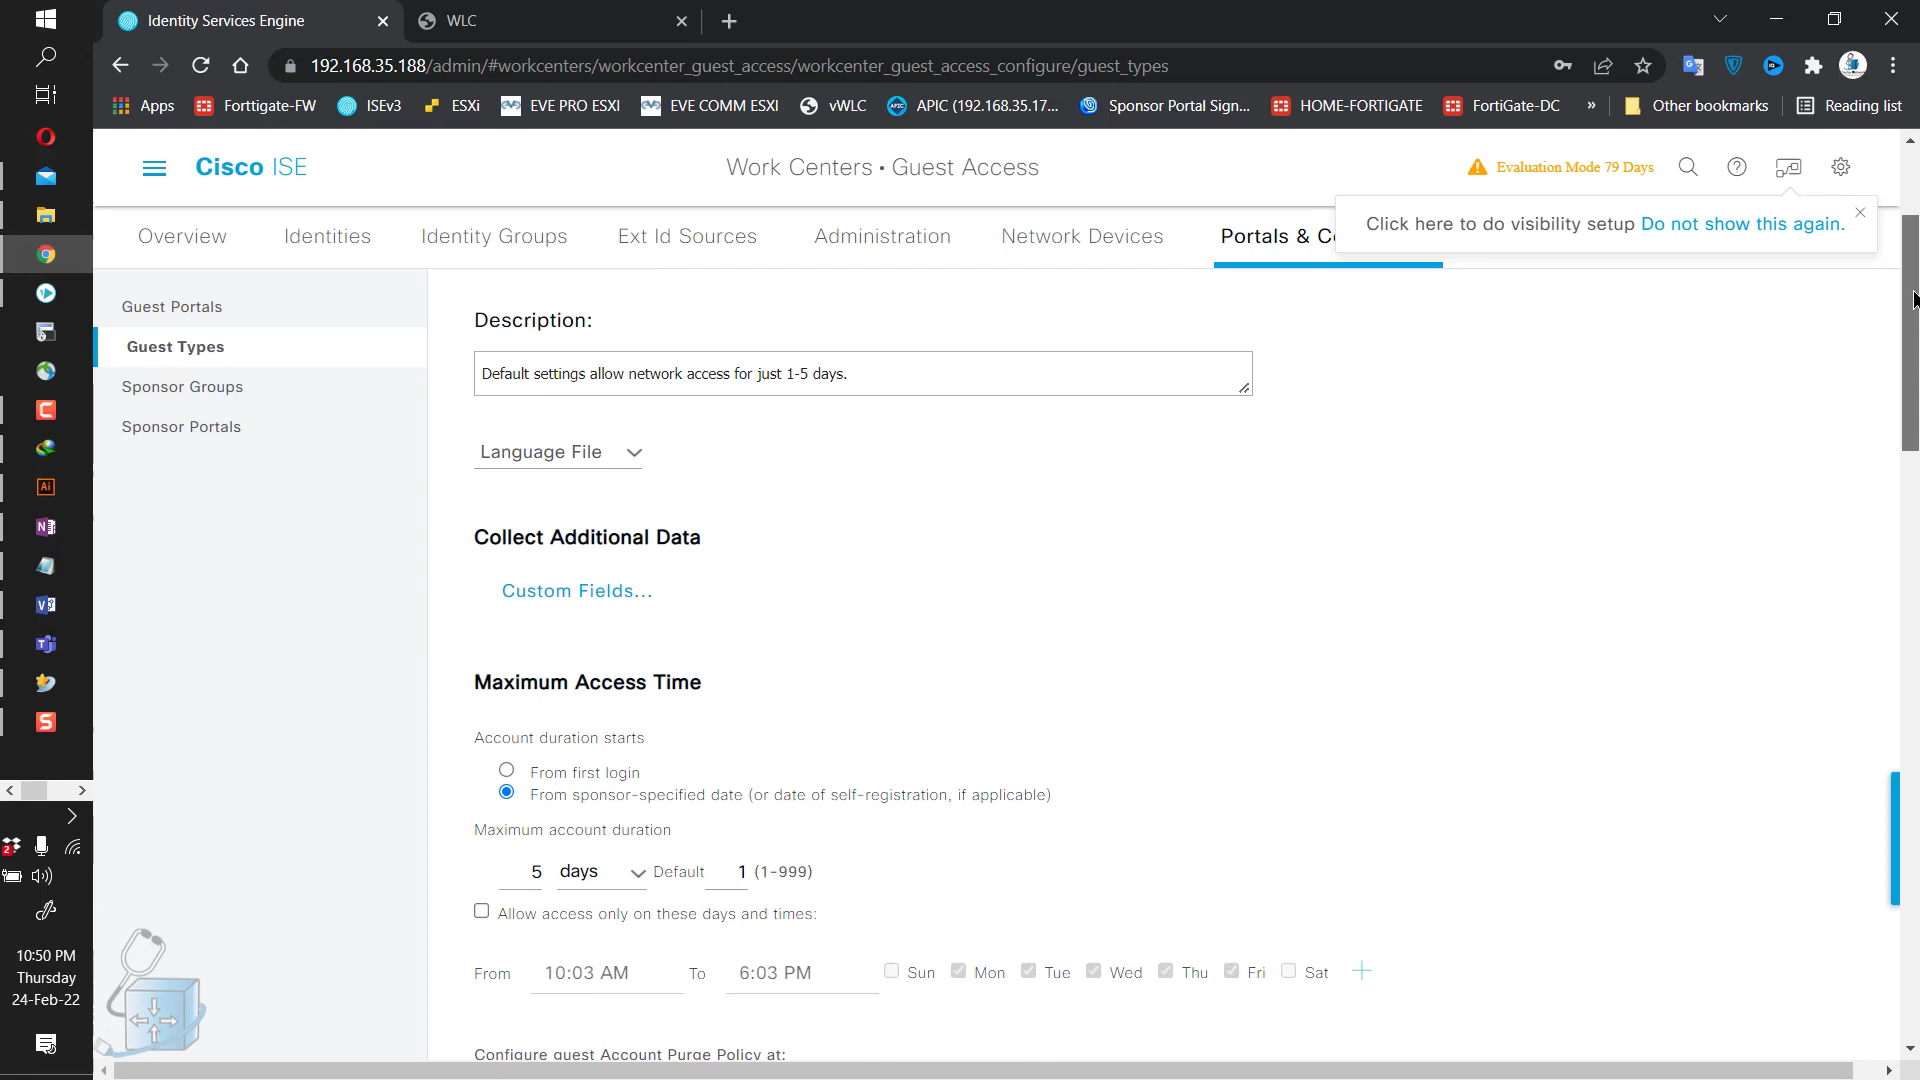 Identity Services Engine
WLC
192.168.35.188/admin/#workcenters/workcenter_guest_access/workcenter_guest_access_configure/guest_types
Apps
Forttigate-FW
ISEv3
ESXi
EVE PRO ESXI
EVE COMM ESXI
vWLC
APIC (192.168.35.17...
Sponsor Portal Sign...
HOME-FORTIGATE
FortiGate-DC
»
Other bookmarks
Reading list
Cisco ISE
Work Centers • Guest Access
Evaluation Mode 79 Days
Click here to do visibility setup Do not show this again.
Overview
Identities
Identity Groups
Ext Id Sources
Administration
Network Devices
Portals & Co
Guest Portals
Guest Types
Sponsor Groups
Sponsor Portals
Description:
Default settings allow network access for just 1-5 days.
Language File
Collect Additional Data
Custom Fields...
Maximum Access Time
Account duration starts
From first login
From sponsor-specified date (or date of self-registration, if applicable)
Maximum account duration
5 days Default 1 (1-999)
Allow access only on these days and times:
From 10:03 AM To 6:03 PM Sun Mon Tue Wed Thu Fri Sat
Configure guest Account Purge Policy at:
10:50 PM
Thursday
24-Feb-22